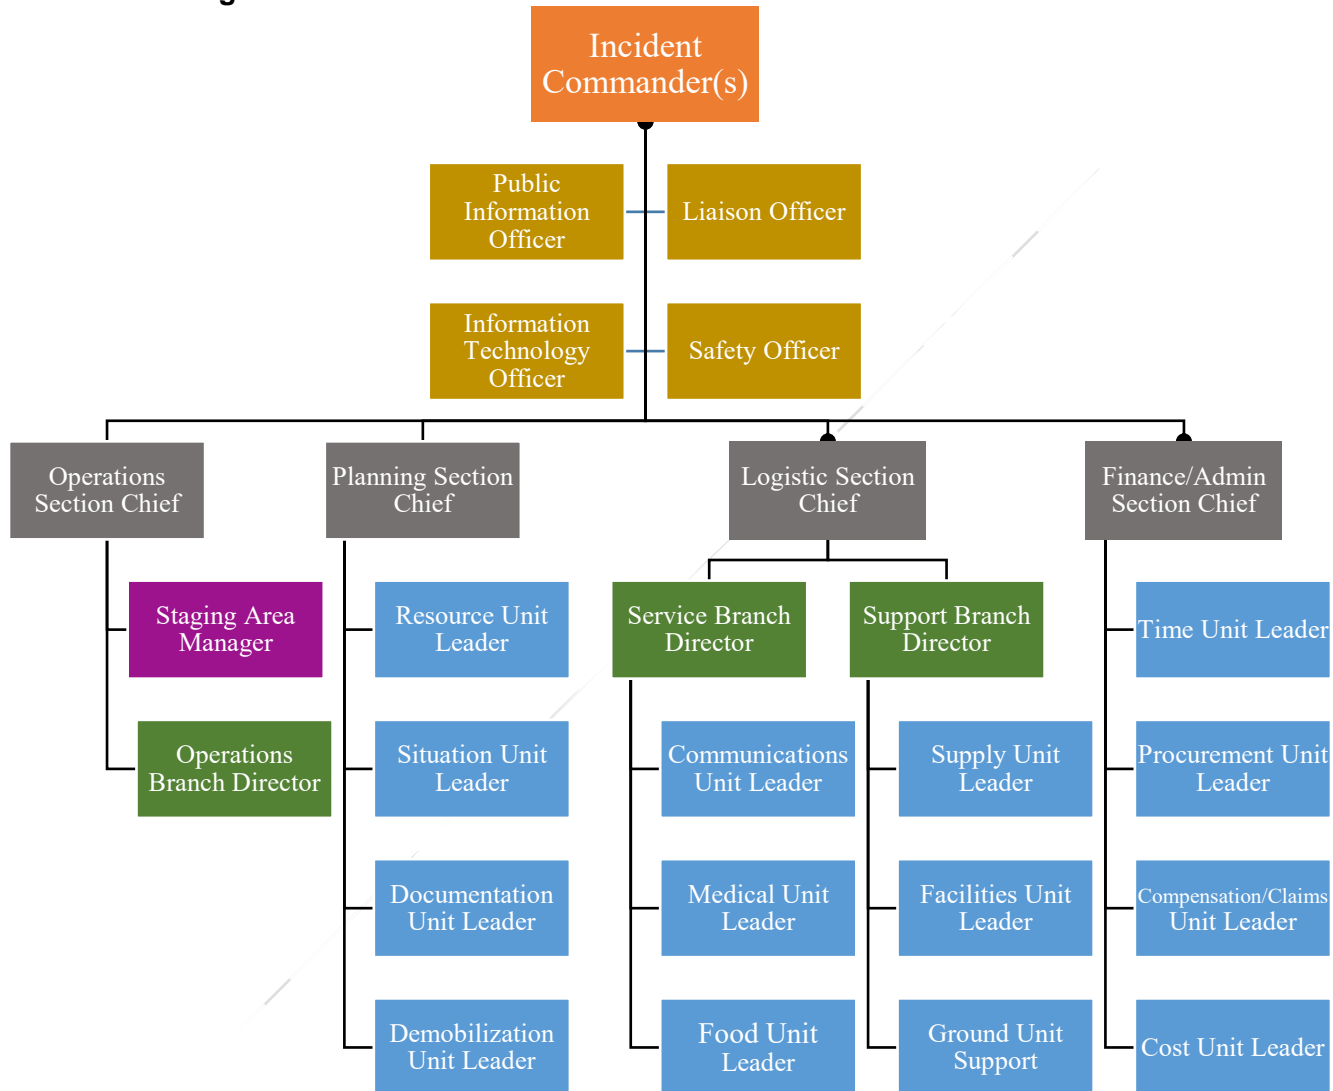 Incident
Commander(s)
Public
Information
Officer
Liaison Officer
Information
Technology
Officer
Safety Officer
Operations
Section Chief
Planning Section
Chief
Logistic Section
Chief
Finance/Admin
Section Chief
Staging Area
Manager
Resource Unit
Leader
Service Branch
Director
Support Branch
Director
Time Unit Leader
Operations
Branch Director
Situation Unit
Leader
Communications
Unit Leader
Supply Unit
Leader
Procurement Unit
Leader
Documentation
Unit Leader
Medical Unit
Leader
Facilities Unit
Leader
Compensation/Claims
Unit Leader
Demobilization
Unit Leader
Food Unit
Leader
Ground Unit
Support
Cost Unit Leader